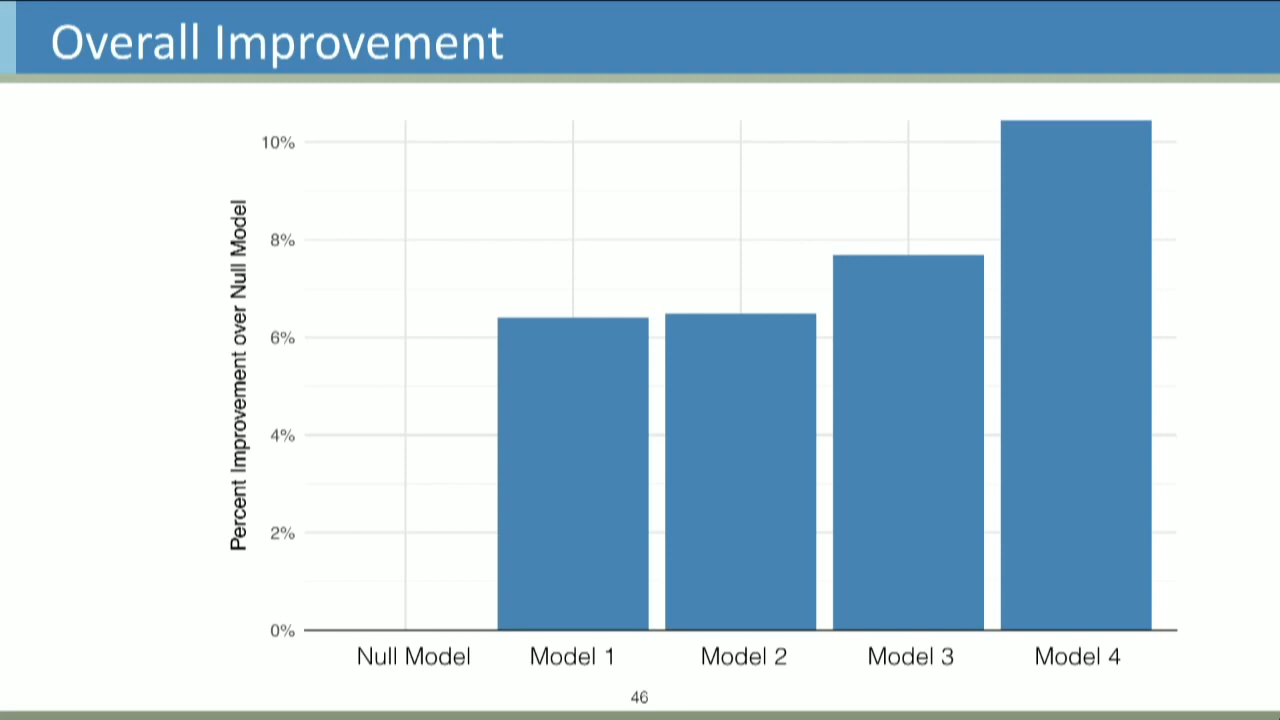 Overall Improvement
Percent Improvement over Null Model
10%
8%
6%
4%
2%
0%
Null Model
Model 1
Model 2
Model 3
Model 4
46